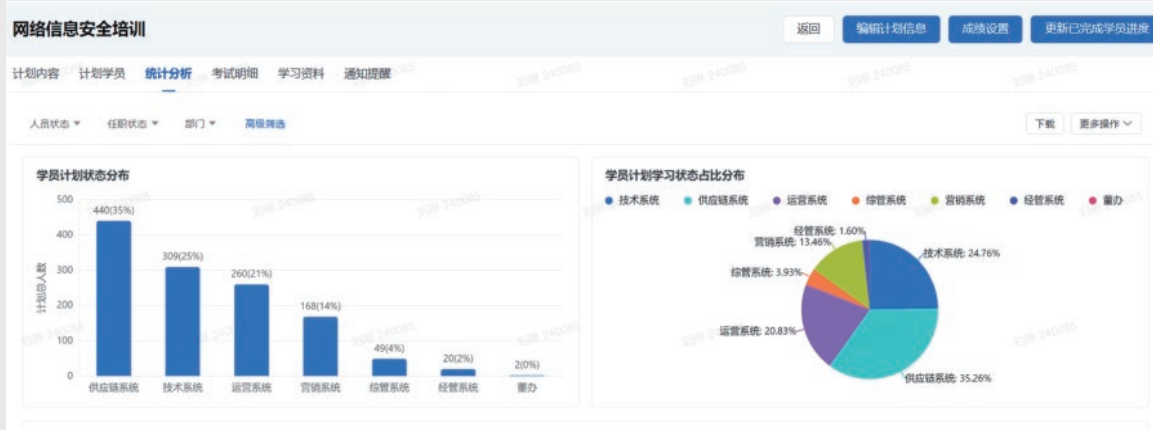 网络信息安全培训
返回 编辑计划信息 成绩设置 更新已完成学员进度
计划内容 计划学员 统计分析 考试明细 学习资料 通知提醒
人员状态 任职状态 部门 高级筛选 下载 更多操作
学员计划状态分布
500
440(35%)
400
309(25%)
300
260(21%)
200
168(14%)
100
49(4%)
20(2%)
2(0%)
0
计划总人数
供应链系统 技术系统 运营系统 营销系统 综管系统 经管系统 董办
学员计划学习状态占比分布
技术系统 供应链系统 运营系统 综管系统 营销系统 经管系统 董办
经管系统: 1.60%
营销系统: 13.46%
技术系统: 24.76%
综管系统: 3.93%
运营系统: 20.83%
供应链系统: 35.26%